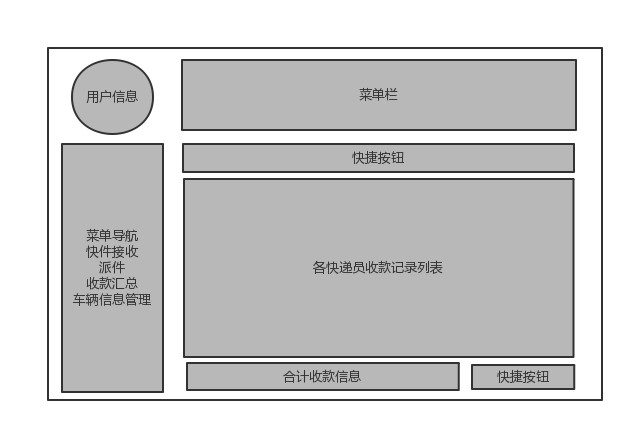 用户信息
菜单栏
快捷按钮
菜单导航
快件接收
派件
收款汇总
车辆信息管理
各快递员收款记录列表
合计收款信息
快捷按钮